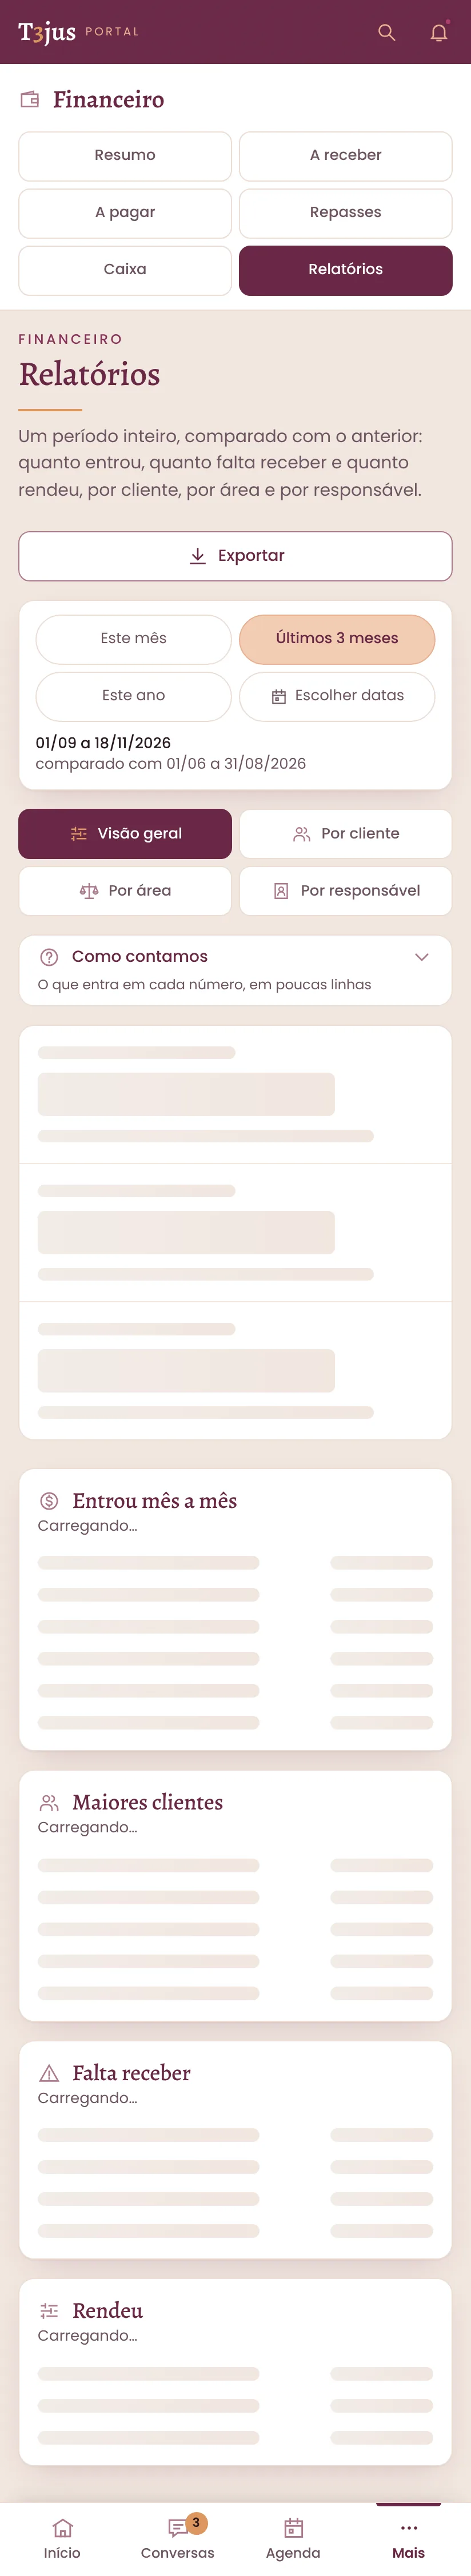 T3jus PORTAL
Financeiro
Resumo
A receber
A pagar
Repasses
Caixa
Relatórios
FINANCEIRO
Relatórios
Um período inteiro, comparado com o anterior:
quanto entrou, quanto falta receber e quanto
rendeu, por cliente, por área e por responsável.
Exportar
Este mês
Últimos 3 meses
Este ano
Escolher datas
01/09 a 18/11/2026
comparado com 01/06 a 31/08/2026
Visão geral
Por cliente
Por área
Por responsável
Como contamos
O que entra em cada número, em poucas linhas
Entrou mês a mês
Carregando...
Maiores clientes
Carregando...
Falta receber
Carregando...
Rendeu
Carregando...
3
Início
Conversas
Agenda
Mais